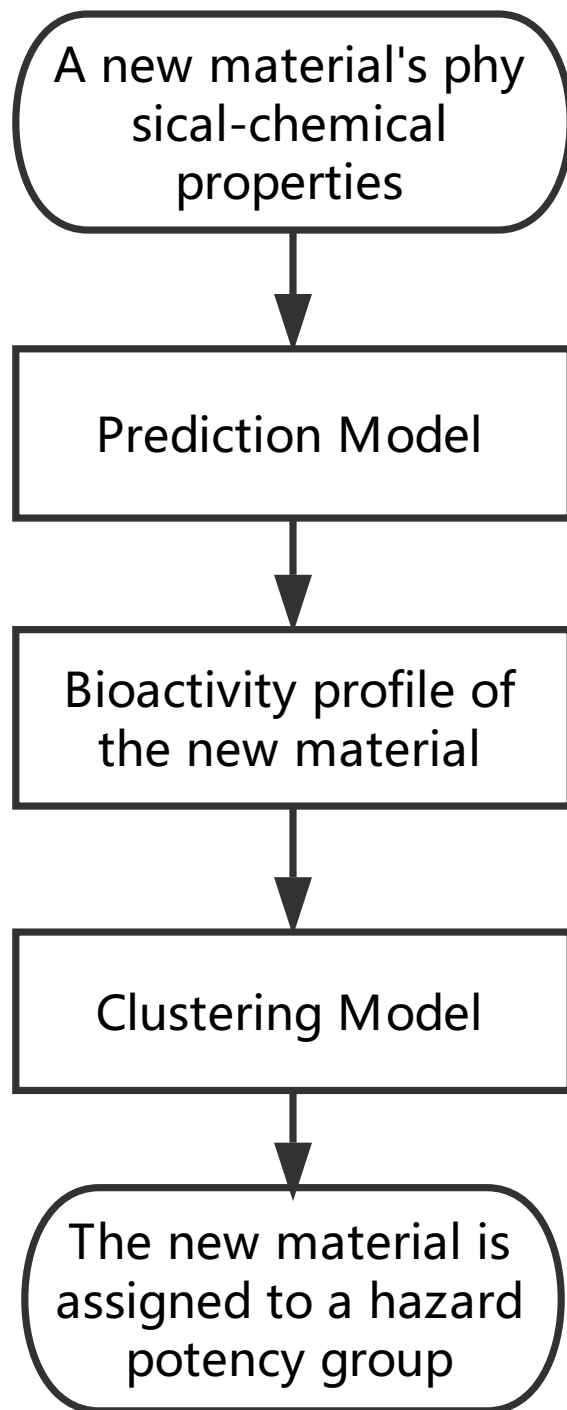 A new material's phy
sical-chemical
properties
Prediction Model
Bioactivity profile of
the new material
Clustering Model
The new material is
assigned to a hazard
potency group